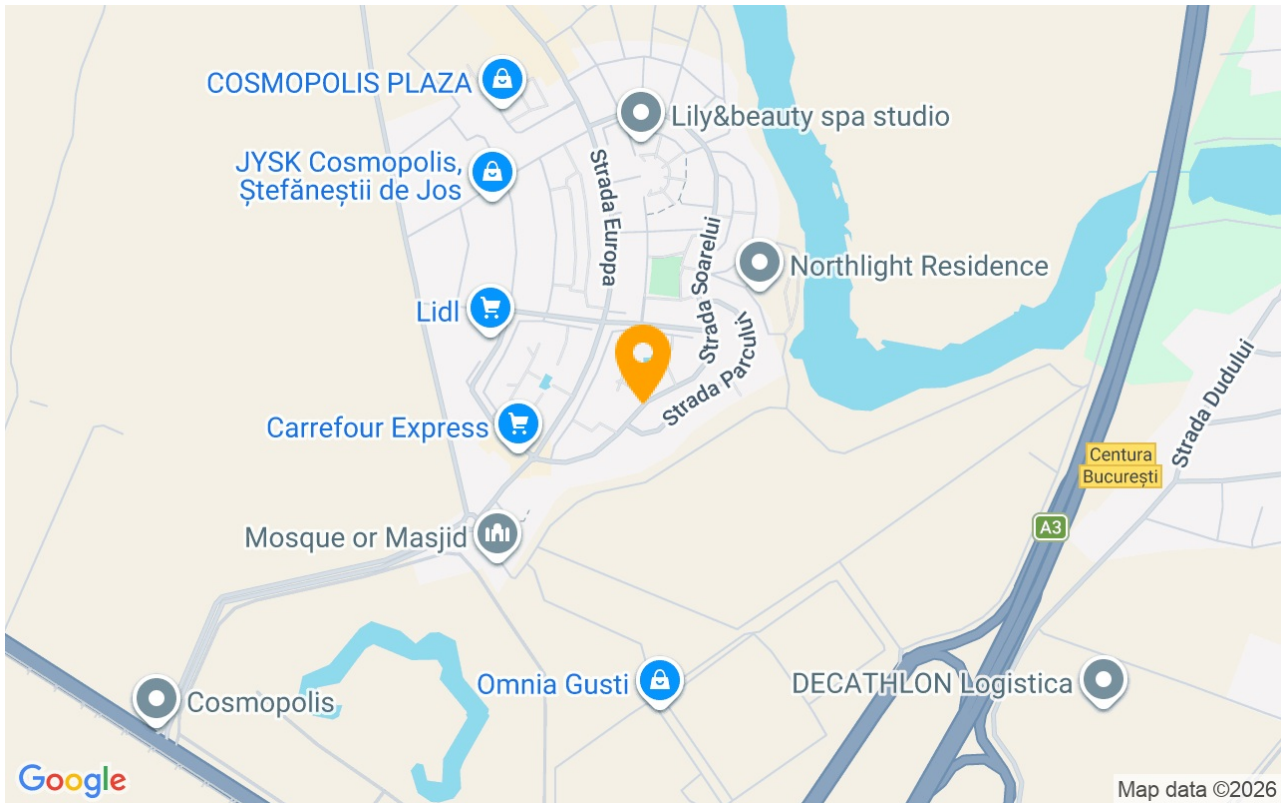 COSMOPOLIS PLAZA
Lily&beauty spa studio
JYSK Cosmopolis,
Ștefăneștii de Jos
Strada Europa
Strada Soarelui
Northlight Residence
Lidl
Strada Parcului
Strada Dudului
Carrefour Express
Centura
București
A3
Mosque or Masjid
Omnia Gusti
DECATHLON Logistica
Cosmopolis
Google
Map data ©2026